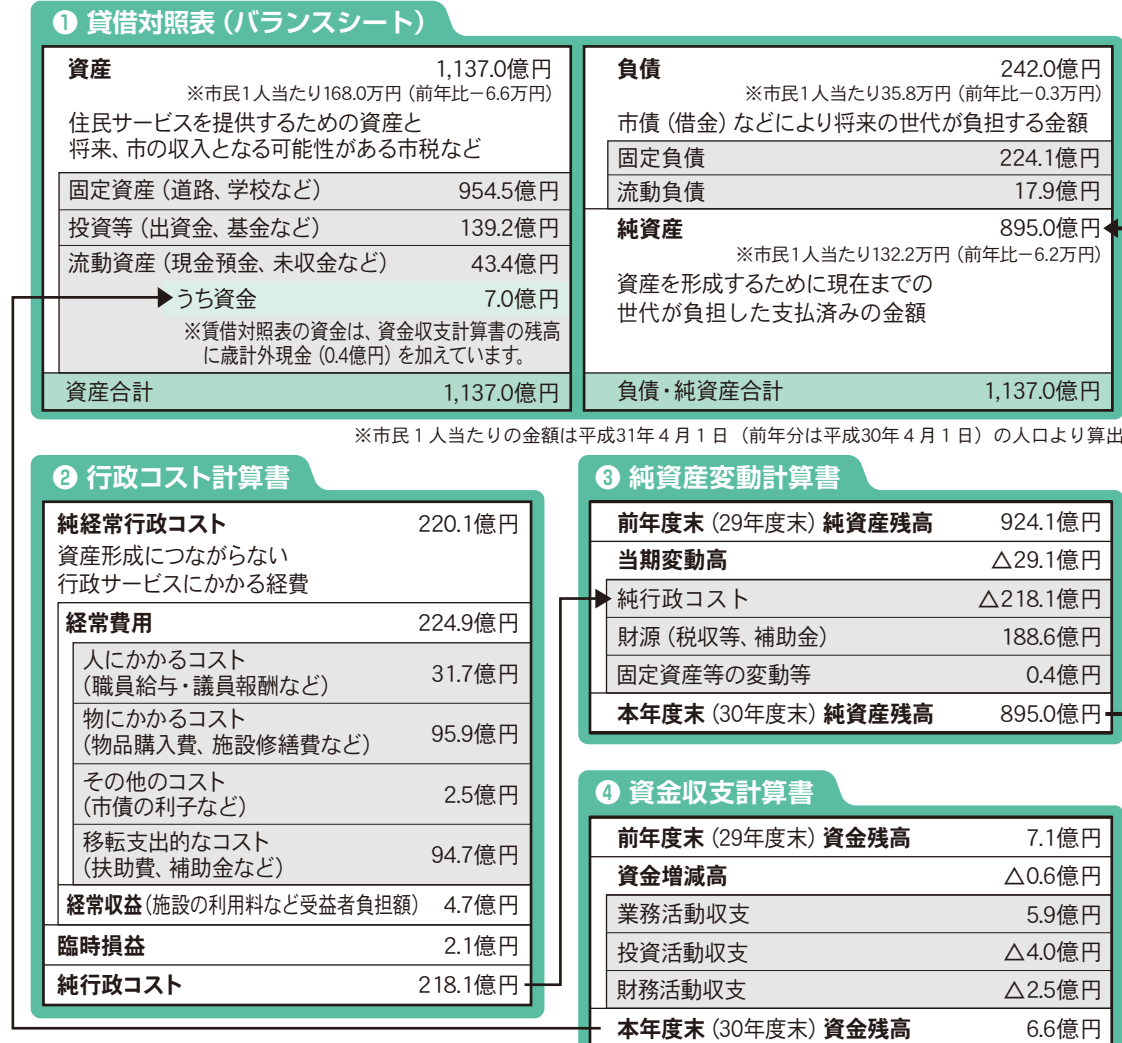 ❶ 貸借対照表（バランスシート）
資産 1,137.0億円
※市民1人当たり168.0万円（前年比－6.6万円）
住民サービスを提供するための資産と
将来、市の収入となる可能性がある市税など
固定資産（道路、学校など） 954.5億円
投資等（出資金、基金など） 139.2億円
流動資産（現金預金、未収金など） 43.4億円
うち資金 7.0億円
※賃借対照表の資金は、資金収支計算書の残高
に歳計外現金（0.4億円）を加えています。
資産合計 1,137.0億円
負債 242.0億円
※市民1人当たり35.8万円（前年比－0.3万円）
市債（借金）などにより将来の世代が負担する金額
固定負債 224.1億円
流動負債 17.9億円
純資産 895.0億円
※市民1人当たり132.2万円（前年比－6.2万円）
資産を形成するために現在までの
世代が負担した支払済みの金額
負債・純資産合計 1,137.0億円
※市民１人当たりの金額は平成31年４月１日（前年分は平成30年４月１日）の人口より算出
❷ 行政コスト計算書
純経常行政コスト 220.1億円
資産形成につながらない
行政サービスにかかる経費
経常費用 224.9億円
人にかかるコスト
（職員給与・議員報酬など） 31.7億円
物にかかるコスト
（物品購入費、施設修繕費など） 95.9億円
その他のコスト
（市債の利子など） 2.5億円
移転支出的なコスト
（扶助費、補助金など） 94.7億円
経常収益（施設の利用料など受益者負担額） 4.7億円
臨時損益 2.1億円
純行政コスト 218.1億円
❸ 純資産変動計算書
前年度末（29年度末）純資産残高 924.1億円
当期変動高 △29.1億円
純行政コスト △218.1億円
財源（税収等、補助金） 188.6億円
固定資産等の変動等 0.4億円
本年度末（30年度末）純資産残高 895.0億円
❹ 資金収支計算書
前年度末（29年度末）資金残高 7.1億円
資金増減高 △0.6億円
業務活動収支 5.9億円
投資活動収支 △4.0億円
財務活動収支 △2.5億円
本年度末（30年度末）資金残高 6.6億円